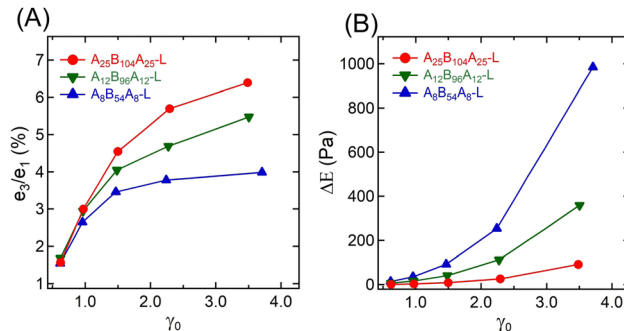 (A)
A25B104A25-L
A12B96A12-L
A8B54A8-L
e3/e1 (%)
7
6
5
4
3
2
1
1.0 2.0 3.0 4.0
γ0
(B)
A25B104A25-L
A12B96A12-L
A8B54A8-L
ΔE (Pa)
1000
800
600
400
200
0
1.0 2.0 3.0 4.0
γ0